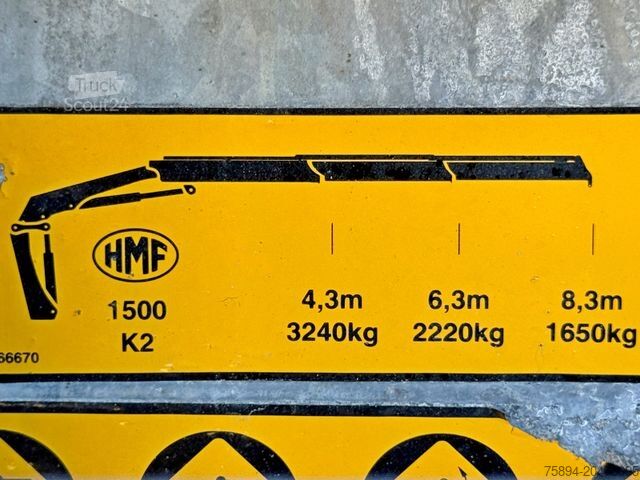 Truck
Scout24
HMF
1500
K2
4,3m
3240kg
6,3m
2220kg
8,3m
1650kg
66670